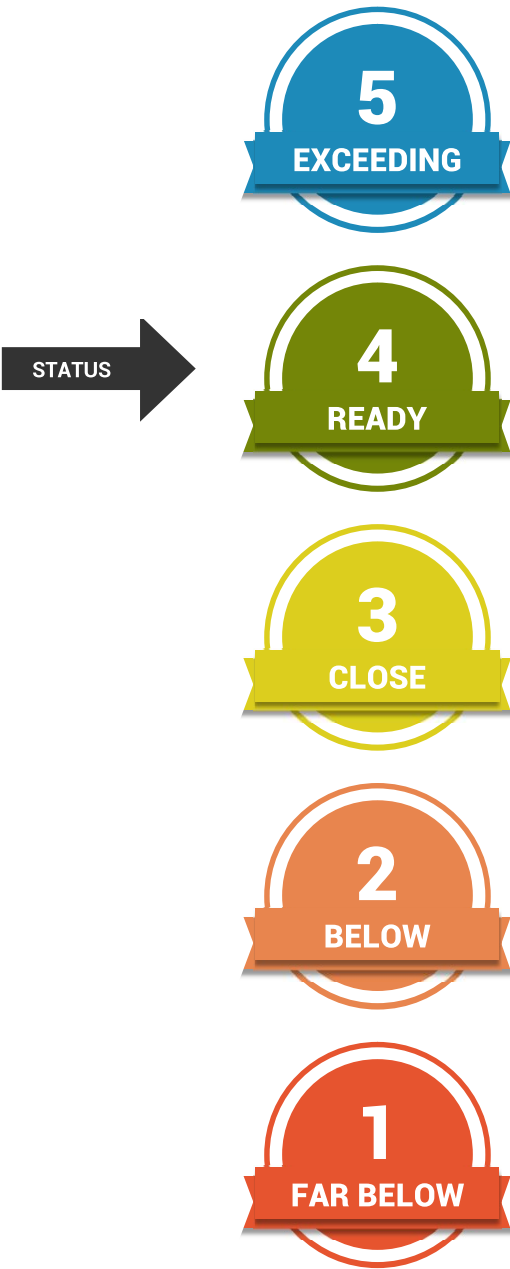 5
EXCEEDING
STATUS
4
READY
3
CLOSE
2
BELOW
1
FAR BELOW